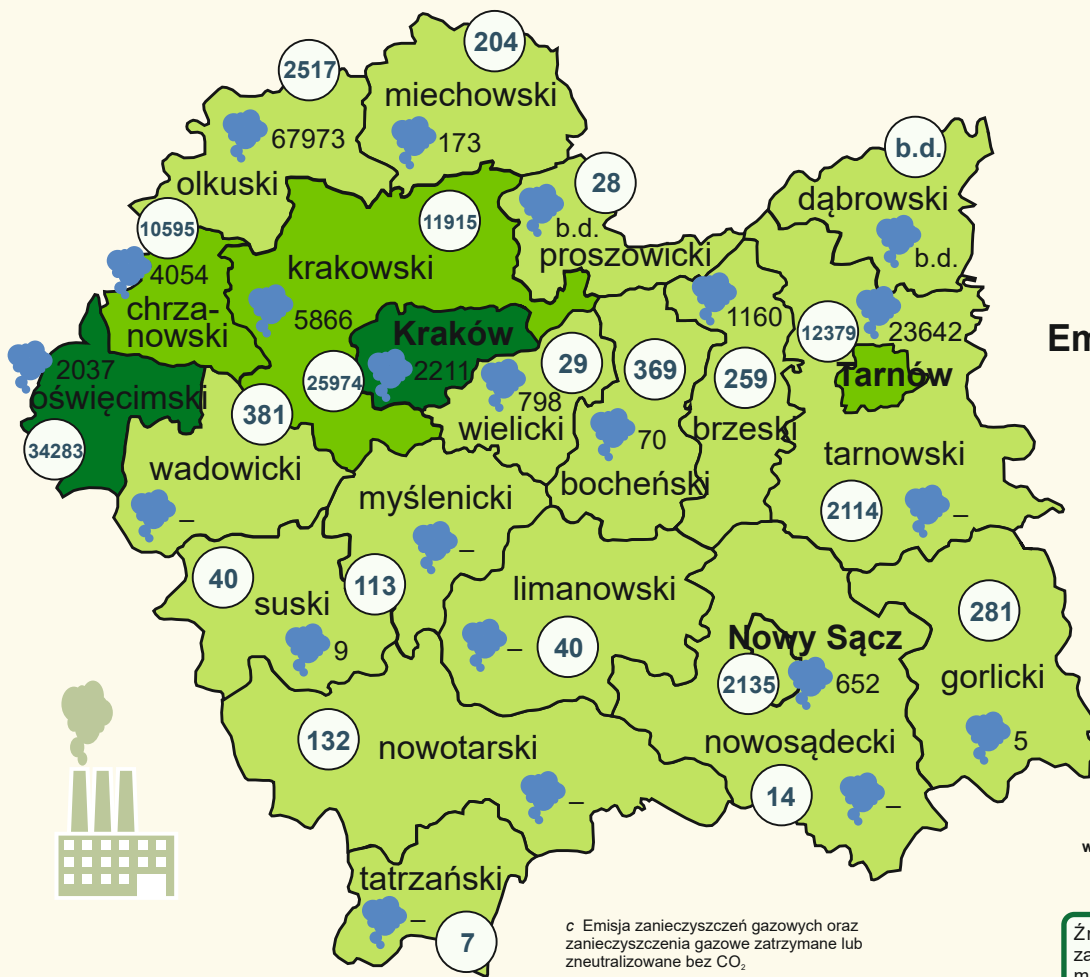 204
miechowski
173
2517
67973
olkuski
b.d.
dąbrowski
b.d.
28
b.d.
proszowicki
10595
4054
chrza-
nowski
11915
krakowski
5866
1160
259
brzeski
12379
23642
Tarnów
Em
2037
oświęcimski
34283
25974
Kraków
2211
29
798
wielicki
369
70
bocheński
381
wadowicki
–
myślenicki
–
113
tarnowski
2114
–
40
suski
9
limanowski
–
40
281
gorlicki
5
Nowy Sącz
2135
652
132
nowotarski
–
nowosądecki
14
–
w
tatrzański
–
7
c Emisja zanieczyszczeń gazowych oraz
zanieczyszczenia gazowe zatrzymane lub
zneutralizowane bez CO₂